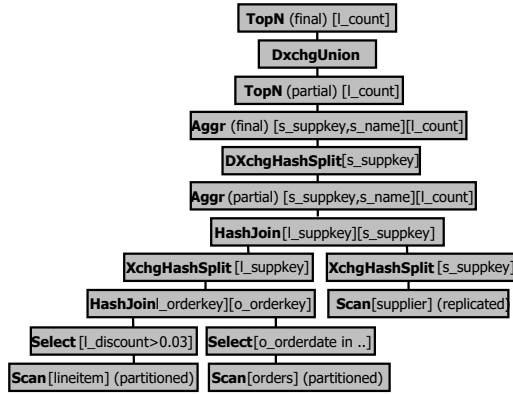 TopN (final) [l_count]
DxchgUnion
TopN (partial) [l_count]
Aggr (final) [s_suppkey,s_name][l_count]
DXchgHashSplit[s_suppkey]
Aggr (partial) [s_suppkey,s_name][l_count]
HashJoin[l_suppkey][s_suppkey]
XchgHashSplit [l_suppkey]
XchgHashSplit [s_suppkey]
HashJoinl_orderkey][o_orderkey]
Scan[supplier] (replicated)
Select [l_discount>0.03]
Select[o_orderdate in ..]
Scan[lineitem] (partitioned)
Scan[orders] (partitioned)